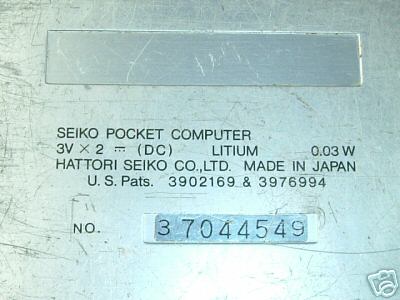 SEIKO POCKET COMPUTER
3V × 2 ⎓ (DC) LITIUM 0.03 W
HATTORI SEIKO CO.,LTD. MADE IN JAPAN
U.S. Pats. 3902169 & 3976994
NO. 37044549